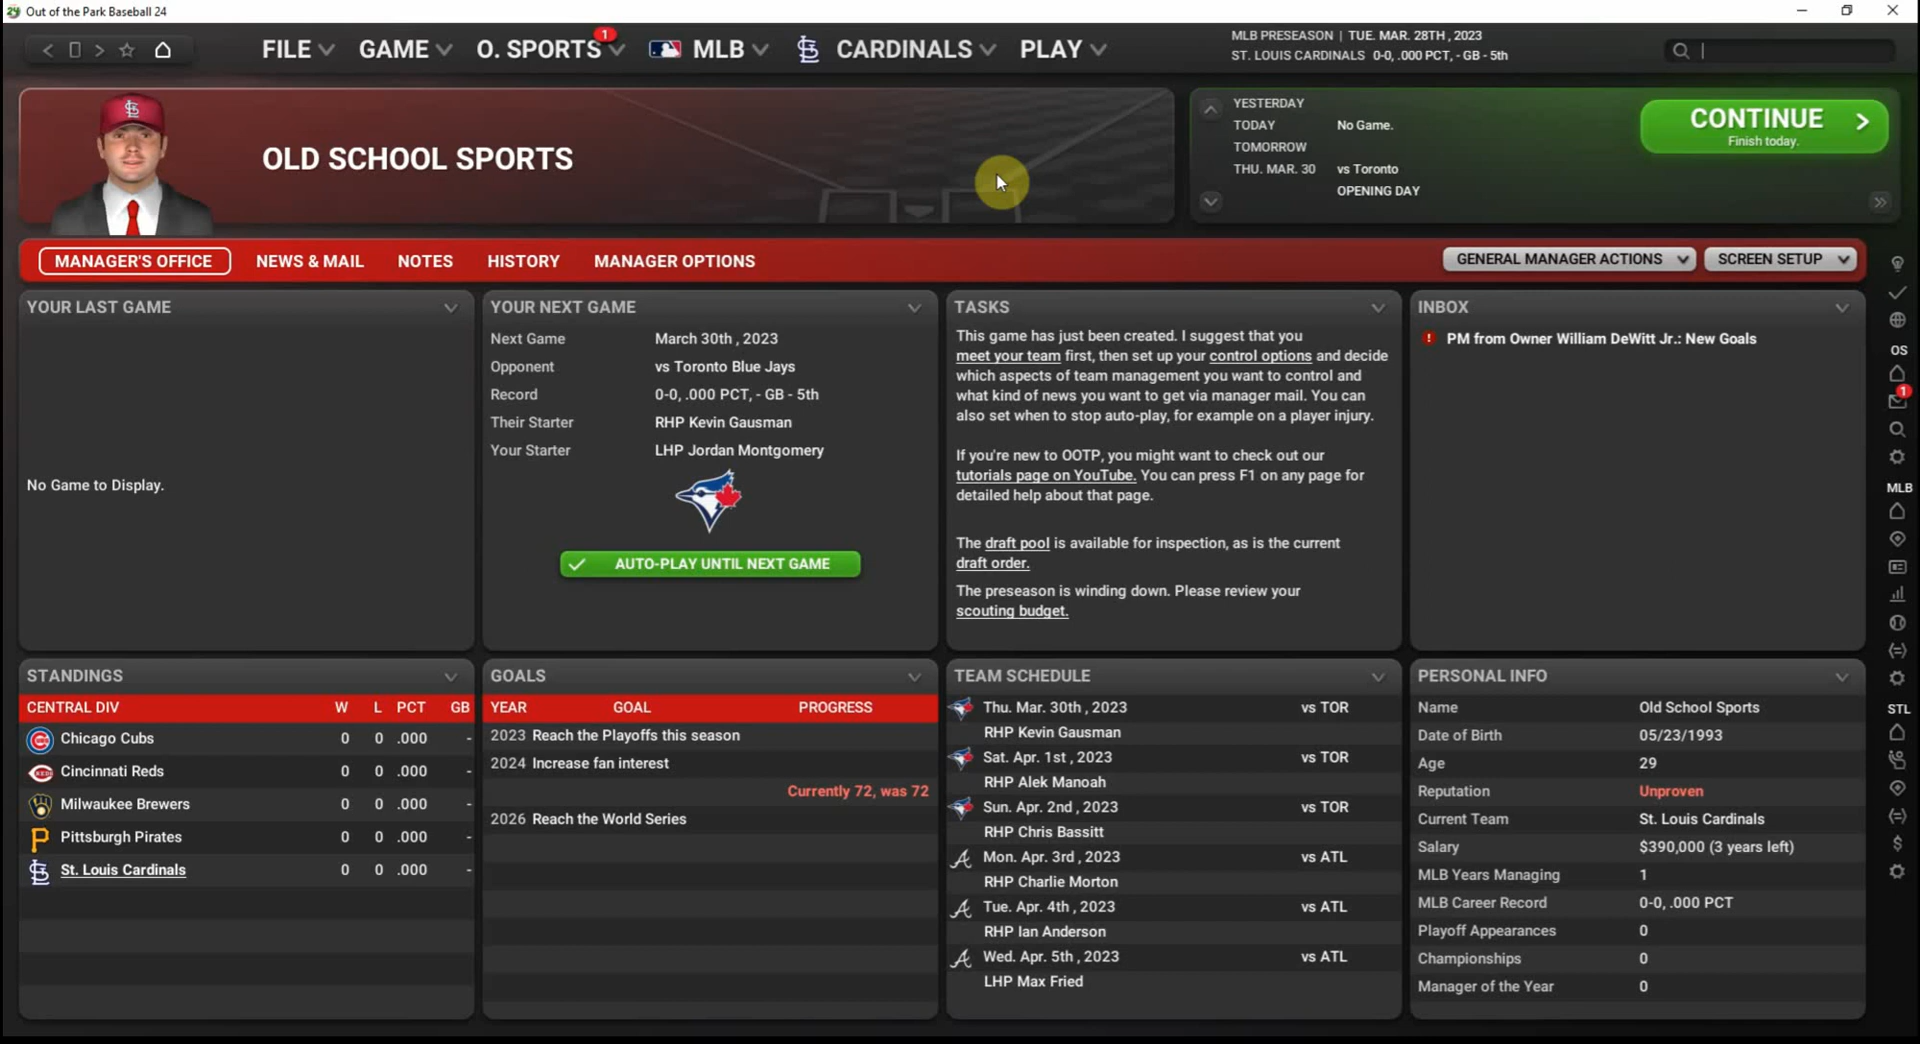 Out of the Park Baseball 24
FILE GAME O. SPORTS 1 MLB CARDINALS PLAY
MLB PRESEASON | TUE. MAR. 28TH , 2023
ST. LOUIS CARDINALS 0-0, .000 PCT, - GB - 5th
OLD SCHOOL SPORTS
YESTERDAY
TODAY No Game.
TOMORROW
THU. MAR. 30 vs Toronto
OPENING DAY
CONTINUE
Finish today.
MANAGER'S OFFICE NEWS & MAIL NOTES HISTORY MANAGER OPTIONS
GENERAL MANAGER ACTIONS SCREEN SETUP
YOUR LAST GAME
No Game to Display.
YOUR NEXT GAME
Next Game March 30th , 2023
Opponent vs Toronto Blue Jays
Record 0-0, .000 PCT, - GB - 5th
Their Starter RHP Kevin Gausman
Your Starter LHP Jordan Montgomery
AUTO-PLAY UNTIL NEXT GAME
TASKS
This game has just been created. I suggest that you
meet your team first, then set up your control options and decide
which aspects of team management you want to control and
what kind of news you want to get via manager mail. You can
also set when to stop auto-play, for example on a player injury.
If you're new to OOTP, you might want to check out our
tutorials page on YouTube. You can press F1 on any page for
detailed help about that page.
The draft pool is available for inspection, as is the current
draft order.
The preseason is winding down. Please review your
scouting budget.
INBOX
PM from Owner William DeWitt Jr.: New Goals
STANDINGS
CENTRAL DIV W L PCT GB
Chicago Cubs 0 0 .000 -
Cincinnati Reds 0 0 .000 -
Milwaukee Brewers 0 0 .000 -
Pittsburgh Pirates 0 0 .000 -
St. Louis Cardinals 0 0 .000 -
GOALS
YEAR GOAL PROGRESS
2023 Reach the Playoffs this season
2024 Increase fan interest
Currently 72, was 72
2026 Reach the World Series
TEAM SCHEDULE
Thu. Mar. 30th , 2023 vs TOR
RHP Kevin Gausman
Sat. Apr. 1st , 2023 vs TOR
RHP Alek Manoah
Sun. Apr. 2nd , 2023 vs TOR
RHP Chris Bassitt
Mon. Apr. 3rd , 2023 vs ATL
RHP Charlie Morton
Tue. Apr. 4th , 2023 vs ATL
RHP Ian Anderson
Wed. Apr. 5th , 2023 vs ATL
LHP Max Fried
PERSONAL INFO
Name Old School Sports
Date of Birth 05/23/1993
Age 29
Reputation Unproven
Current Team St. Louis Cardinals
Salary $390,000 (3 years left)
MLB Years Managing 1
MLB Career Record 0-0, .000 PCT
Playoff Appearances 0
Championships 0
Manager of the Year 0
OS
1
MLB
STL